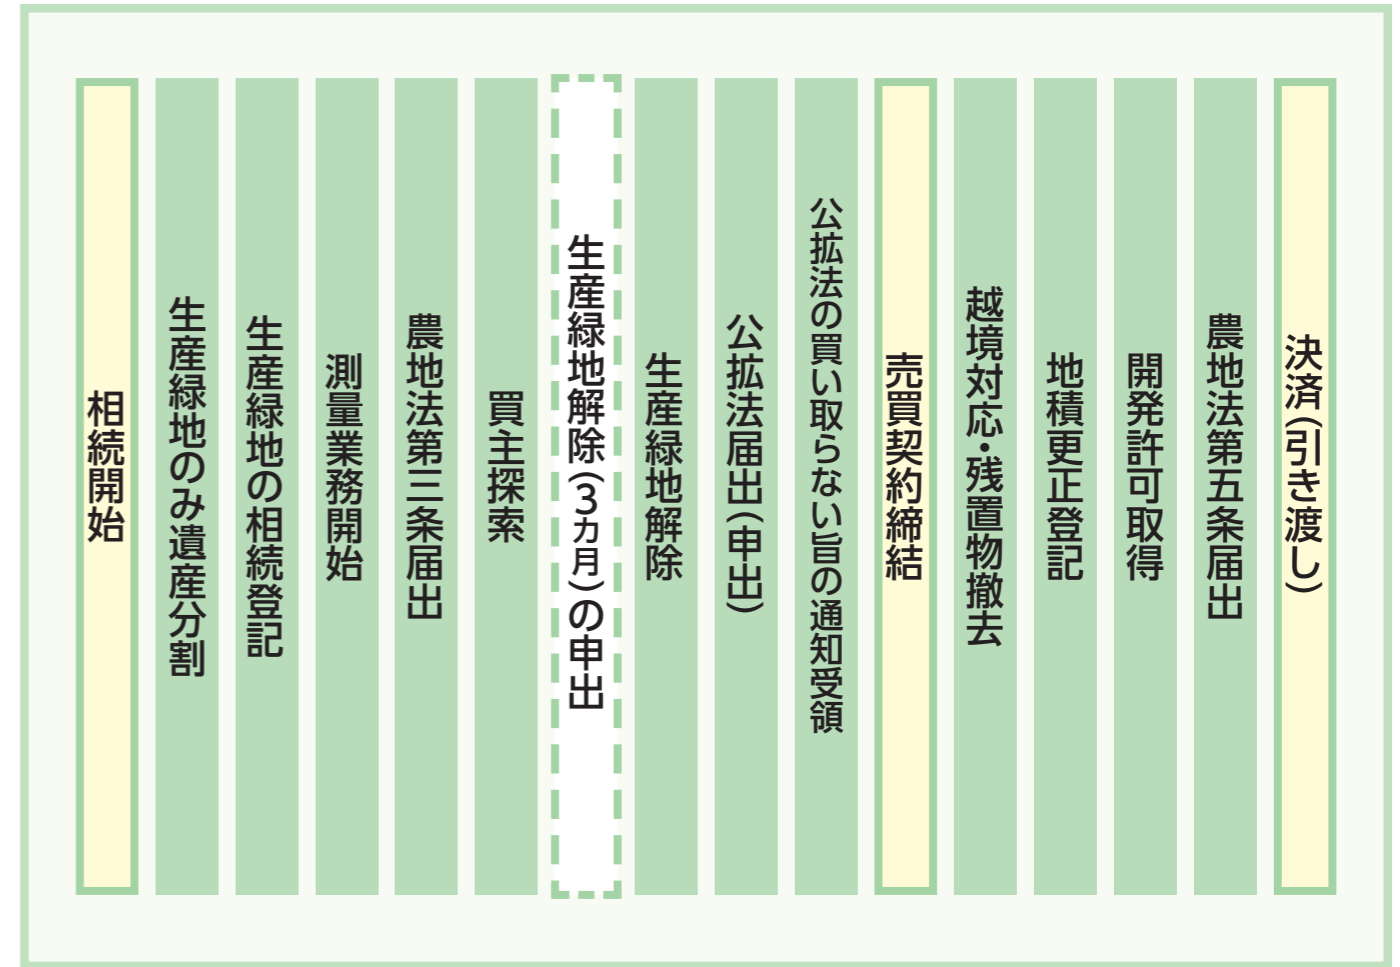 相続開始
生産緑地のみ遺産分割
生産緑地の相続登記
測量業務開始
農地法第三条届出
買主探索
生産緑地解除(3カ月)の申出
生産緑地解除
公拡法届出(申出)
公拡法の買い取らない旨の通知受領
売買契約締結
越境対応・残置物撤去
地積更正登記
開発許可取得
農地法第五条届出
決済(引き渡し)